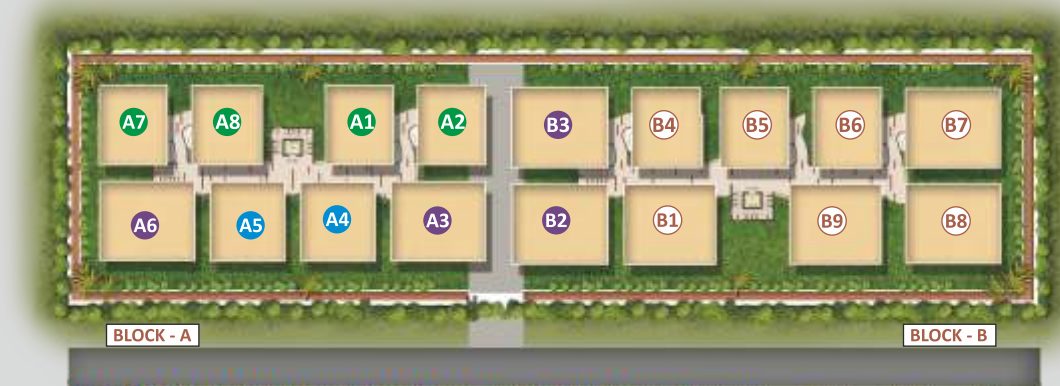 A7 A8 A1 A2 B3 B4 B5 B6 B7
A6 A5 A4 A3 B2 B1 B9 B8
BLOCK - A BLOCK - B